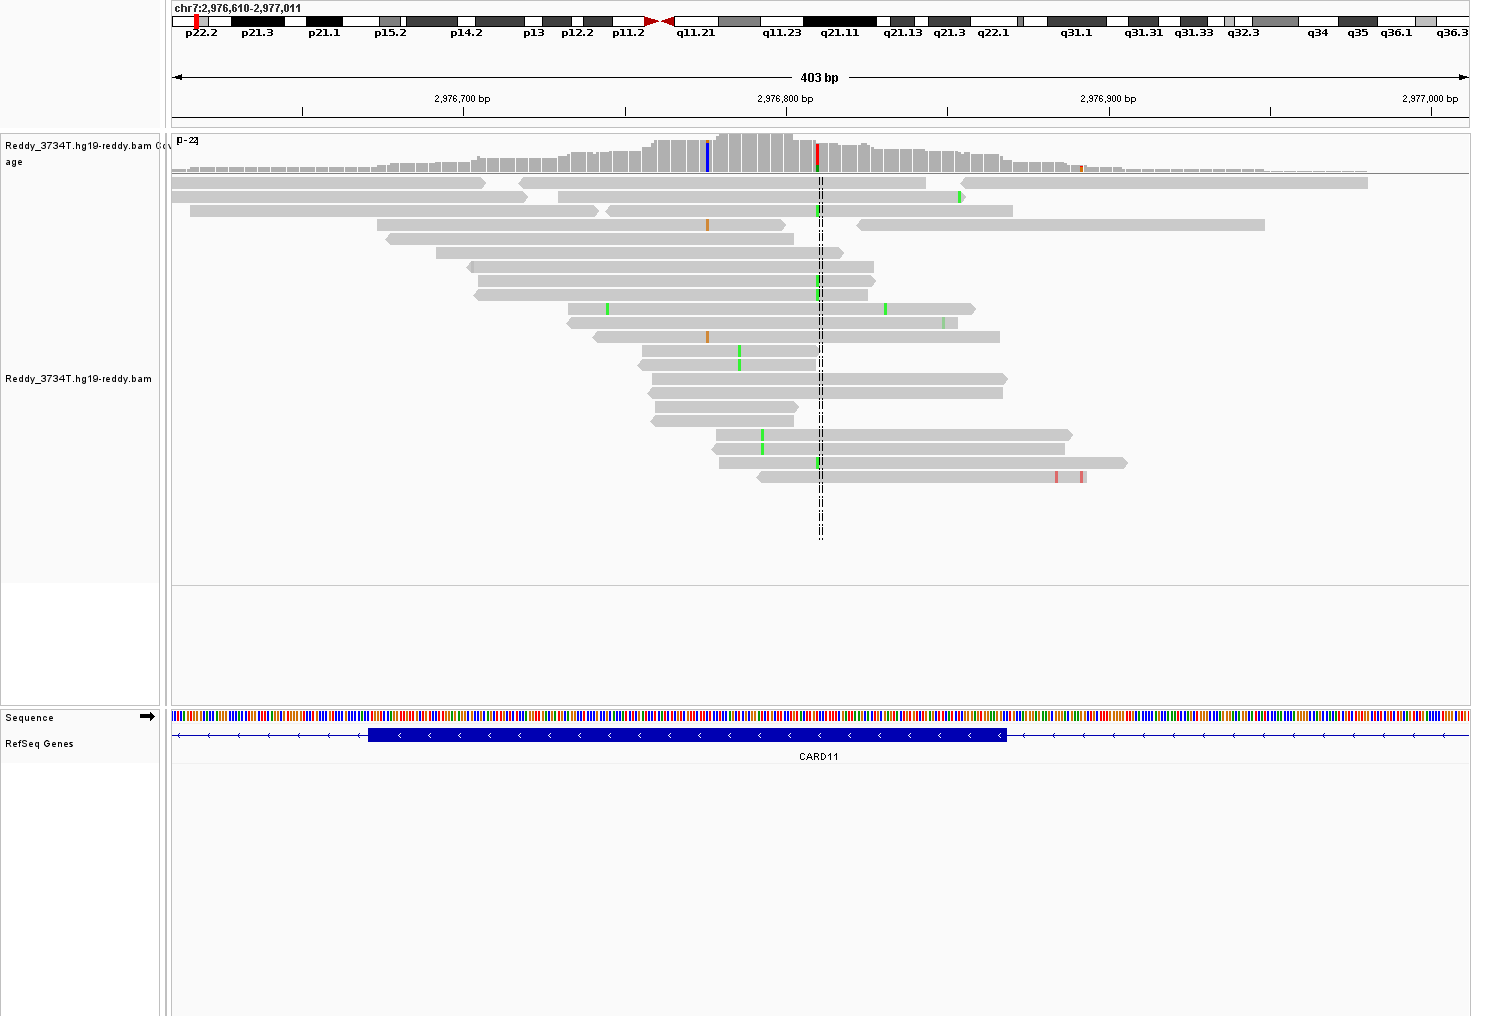 chr7:2,976,610-2,977,011
p22.2 p21.3 p21.1 p15.2 p14.2 p13 p12.2 p11.2 q11.21 q11.23 q21.11 q21.13 q21.3 q22.1 q31.1 q31.31 q31.33 q32.3 q34 q35 q36.1 q36.3
403 bp
2,976,700 bp 2,976,800 bp 2,976,900 bp 2,977,000 bp
Reddy_3734T.hg19-reddy.bam Cov [0 - 22]
age
Reddy_3734T.hg19-reddy.bam
Sequence
RefSeq Genes
CARD11